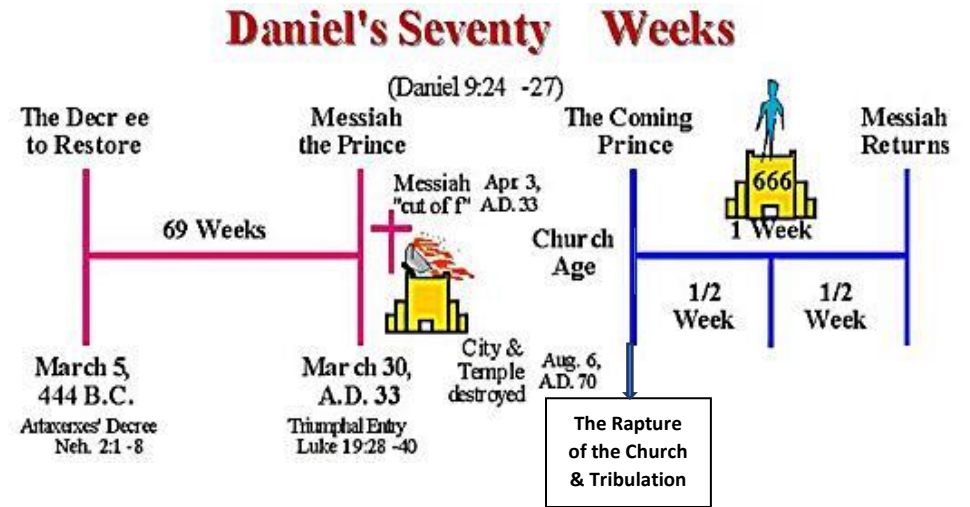 Daniel's Seventy Weeks
(Daniel 9:24 -27)
The Decr ee
to Restore
Messiah
the Prince
The Coming
Prince
Messiah
Returns
666
Messiah
"cut of f"
Apr. 3,
A.D. 33
69 Weeks
Church
Age
1 Week
1/2
Week
1/2
Week
March 5,
444 B.C.
Artaxerxes' Decree
Neh. 2:1 -8
March 30,
A.D. 33
Triumphal Entry
Luke 19:28 -40
City &
Temple
destroyed
Aug. 6,
A.D. 70
The Rapture
of the Church
& Tribulation